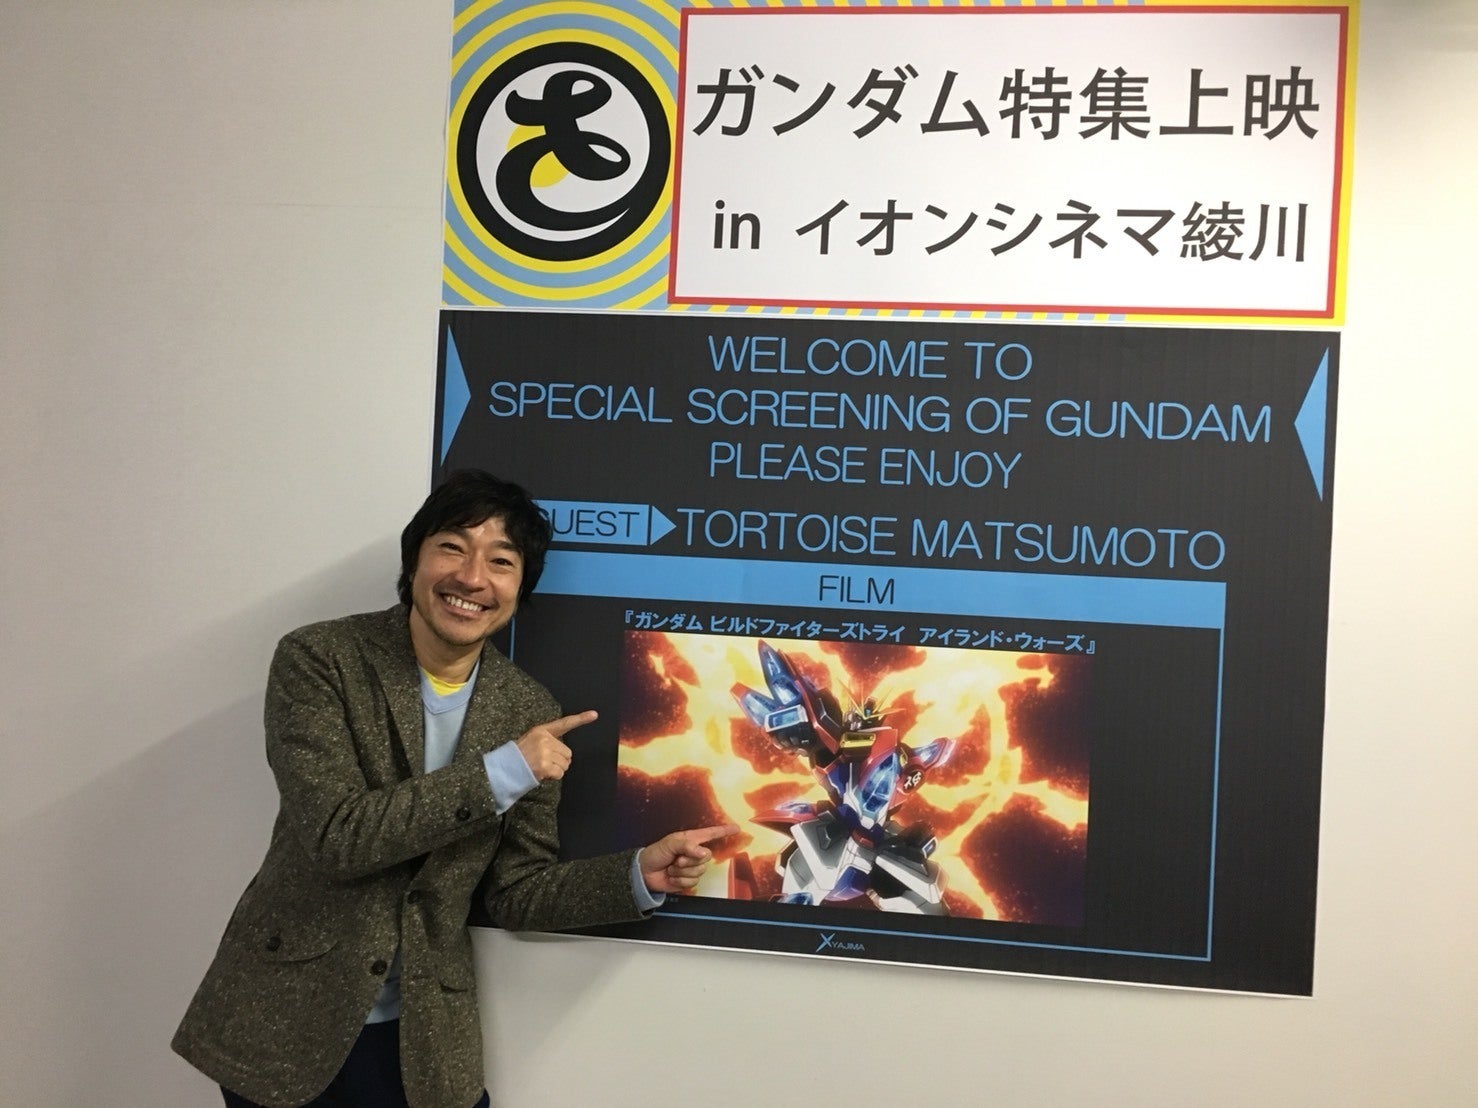 さ
ガンダム特集上映
in イオンシネマ綾川
WELCOME TO
SPECIAL SCREENING OF GUNDAM
PLEASE ENJOY
GUEST TORTOISE MATSUMOTO
FILM
『ガンダム ビルドファイターズトライ アイランド・ウォーズ』
YAJIMA